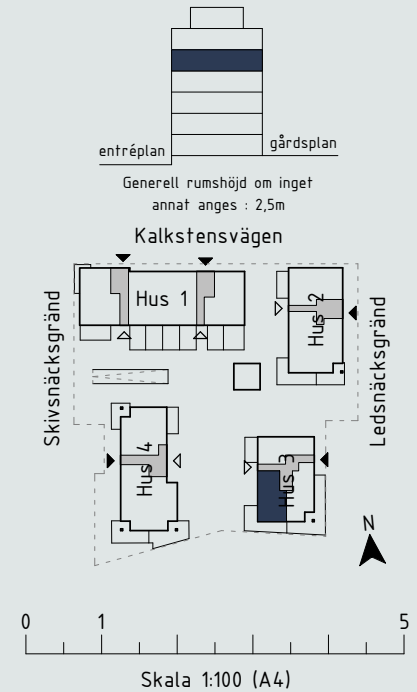 entréplan
gårdsplan
Generell rumshöjd om inget
annat anges : 2,5m
Kalkstensvägen
Hus 1
Hus 2
Skivsnäcksgränd
Ledsnäcksgränd
Hus 4
Hus 3
N
0 1 5
Skala 1:100 (A4)